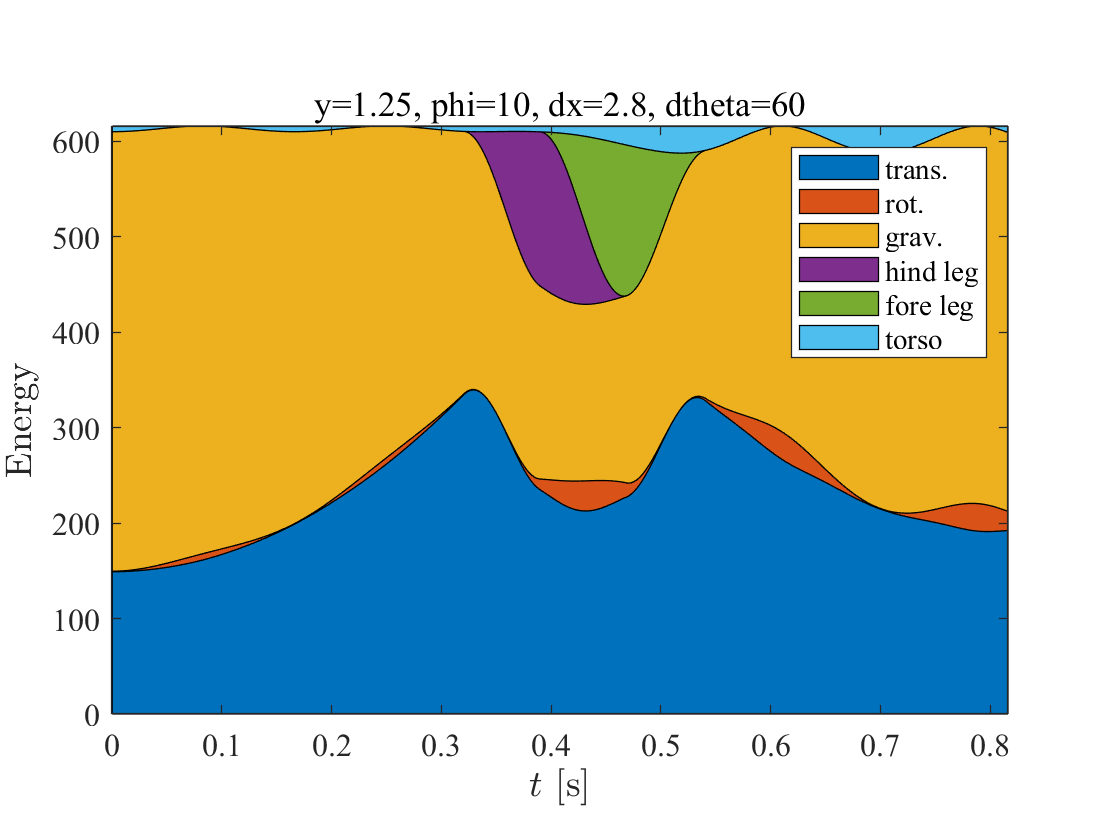 y=1.25, phi=10, dx=2.8, dtheta=60
600
500
400
300
200
100
0
Energy
trans.
rot.
grav.
hind leg
fore leg
torso
0 0.1 0.2 0.3 0.4 0.5 0.6 0.7 0.8
t [s]